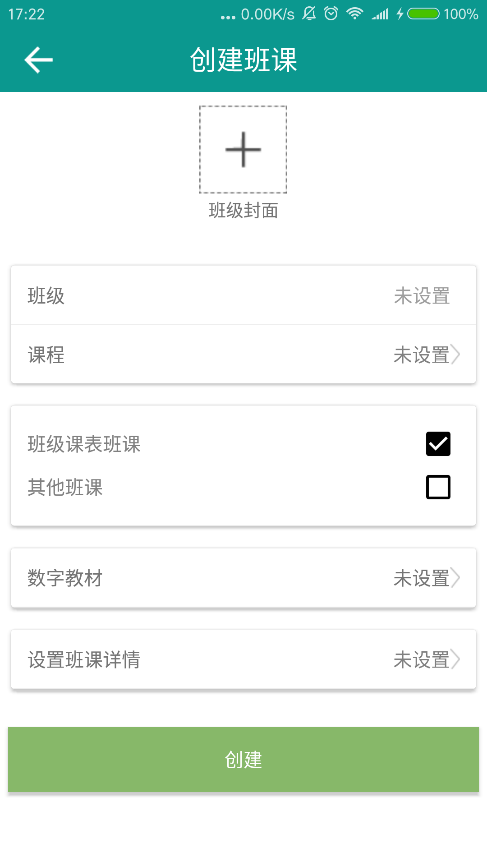 17:22 ... 0.00K/s 100%
创建班课
班级封面
班级 未设置
课程 未设置
班级课表班课
其他班课
数字教材 未设置
设置班课详情 未设置
创建